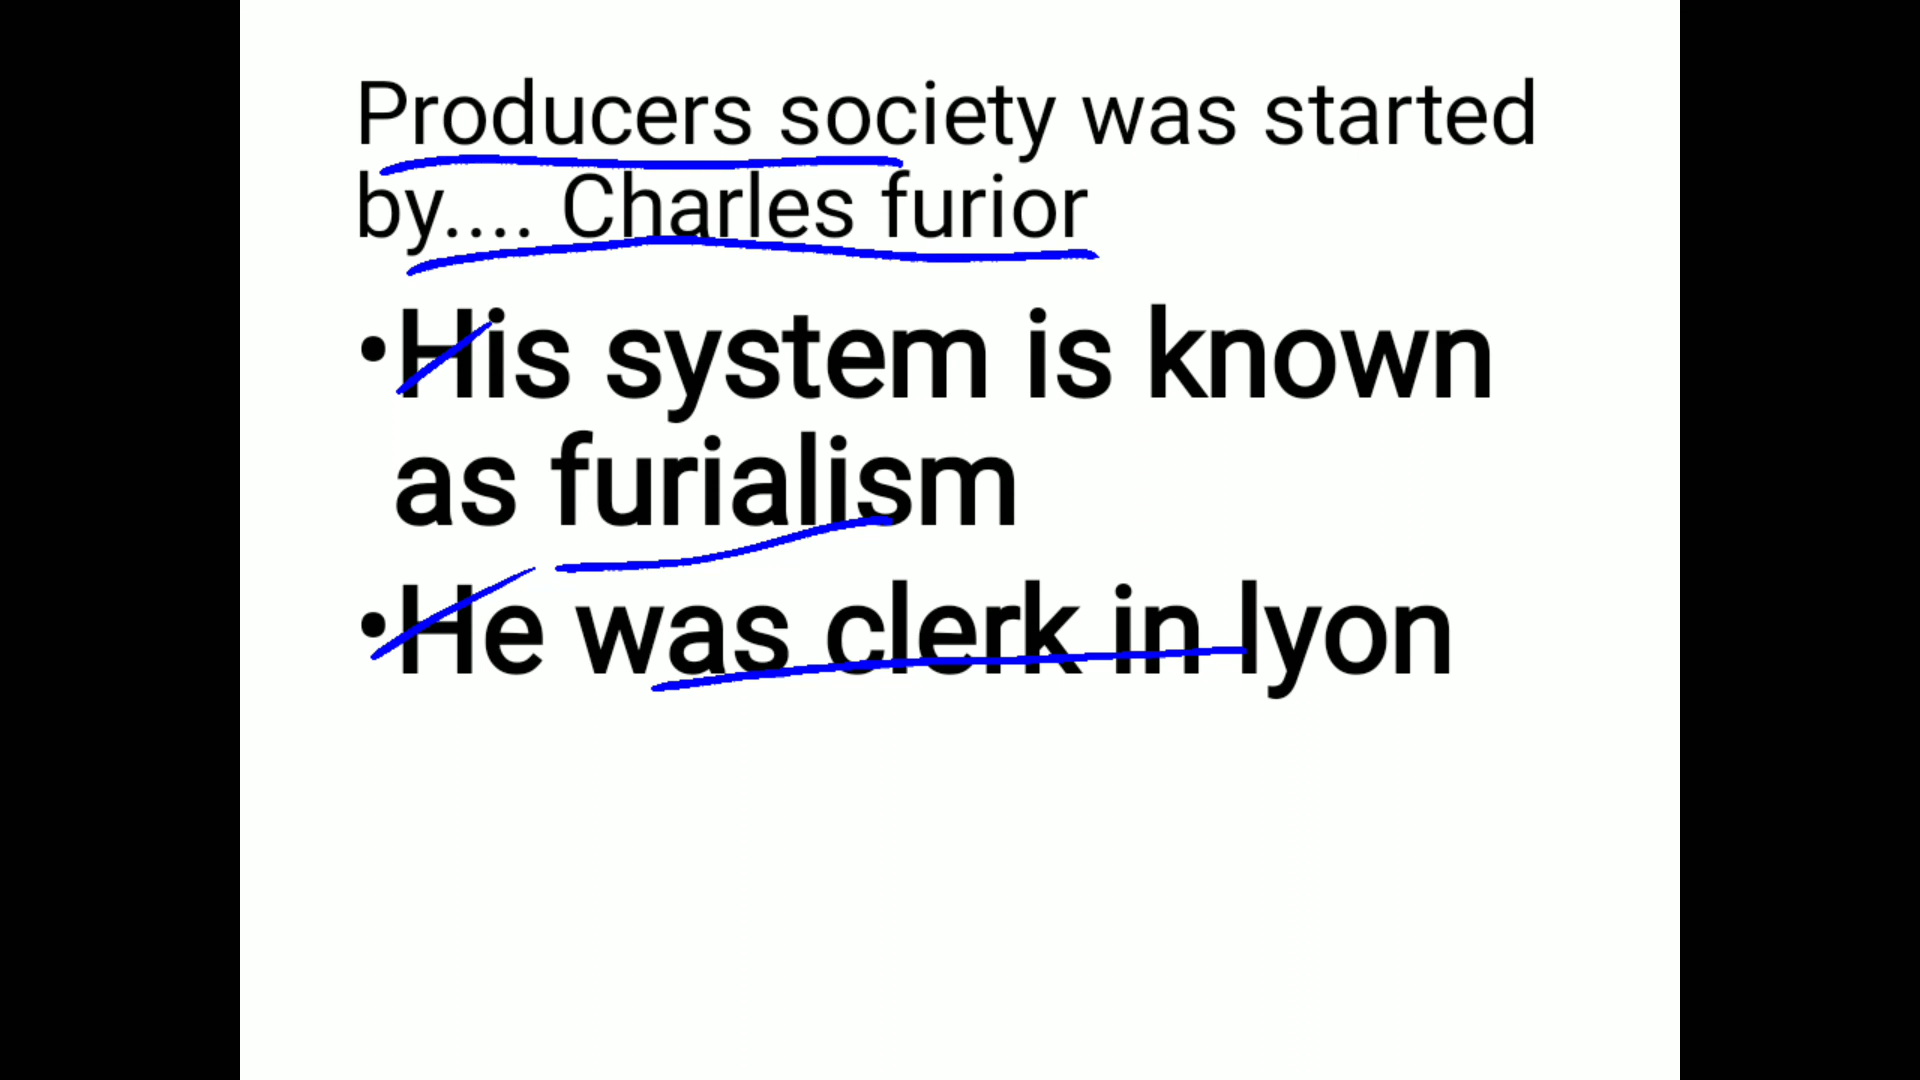 Producers society was started
by.... Charles furior
•His system is known
as furialism
•He was clerk in lyon